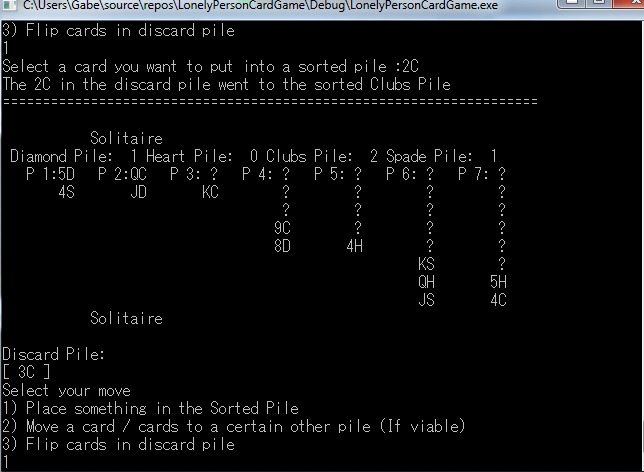 C:\Users\Gabe\source\repos\LonelyPersonCardGame\Debug\LonelyPersonCardGame.exe
3) Flip cards in discard pile
1
Select a card you want to put into a sorted pile :2C
The 2C in the discard pile went to the sorted Clubs Pile
-------------------------------------------------------------------
Solitaire
Diamond Pile:  1 Heart Pile:  0 Clubs Pile:  2 Spade Pile:  1
P 1:5D   P 2:QC   P 3: ?   P 4: ?   P 5: ?   P 6: ?   P 7: ?
4S       JD       KC        ?        ?        ?        ?
?        ?        ?        ?
9C        ?        ?        ?
8D       4H        ?        ?
KS        ?
QH       5H
JS       4C
Solitaire
Discard Pile:
[ 3C ]
Select your move
1) Place something in the Sorted Pile
2) Move a card / cards to a certain other pile (If viable)
3) Flip cards in discard pile
1